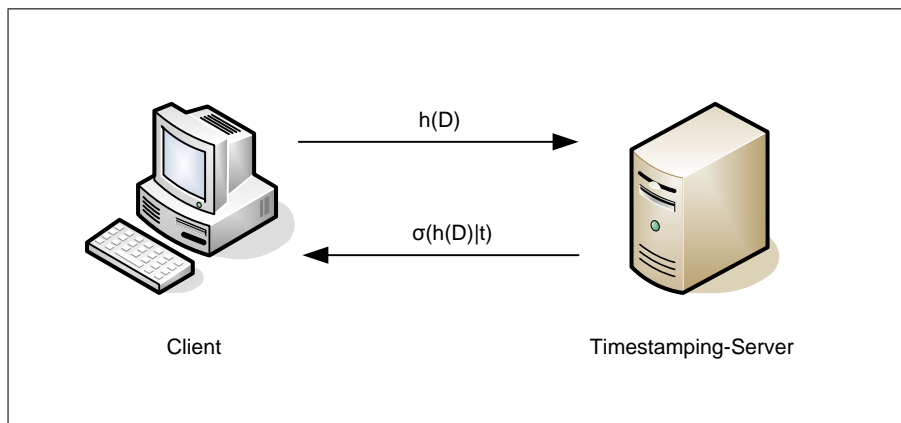 h(D)
σ(h(D)|t)
Client
Timestamping-Server